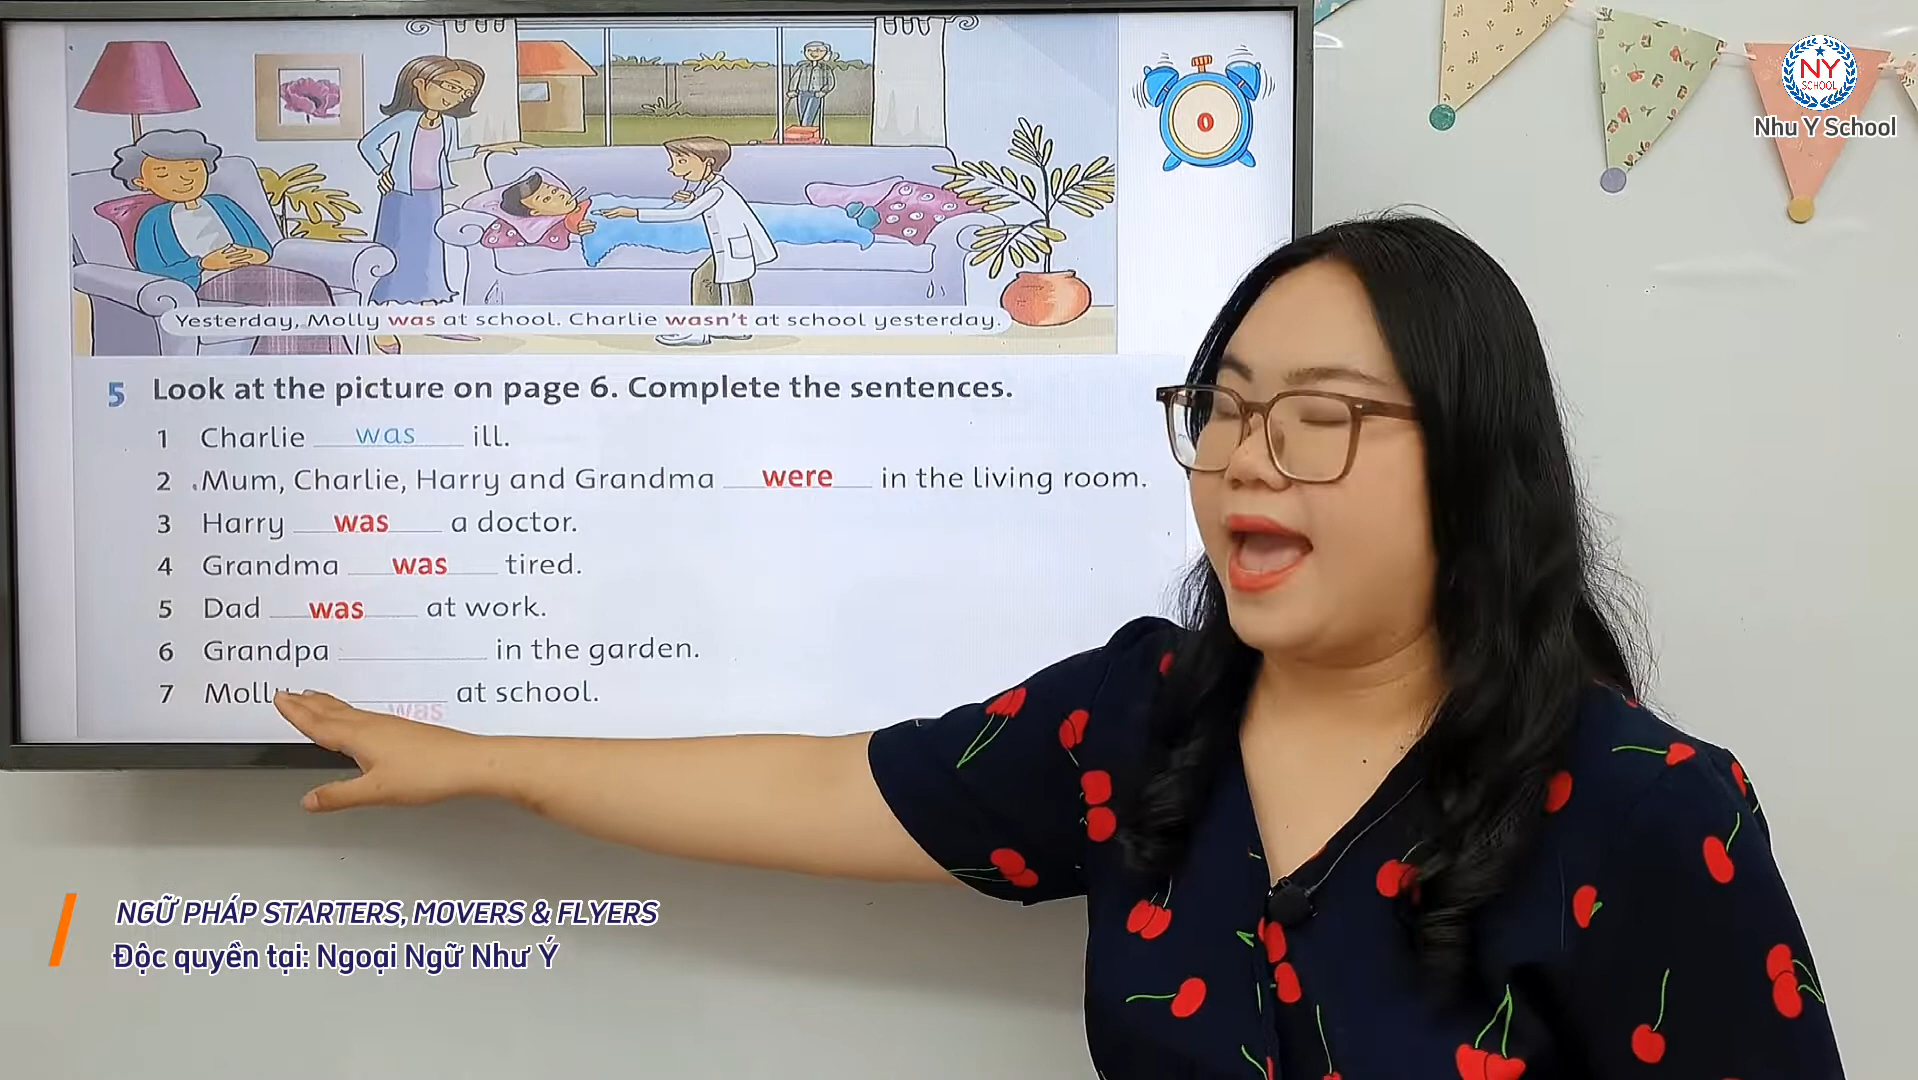 NY
SCHOOL
Nhu Y School
0
Yesterday, Molly was at school. Charlie wasn't at school yesterday.
5 Look at the picture on page 6. Complete the sentences.
1 Charlie was ill.
2 Mum, Charlie, Harry and Grandma were in the living room.
3 Harry was a doctor.
4 Grandma was tired.
5 Dad was at work.
6 Grandpa in the garden.
7 Molly at school.
was
NGỮ PHÁP STARTERS, MOVERS & FLYERS
Độc quyền tại: Ngoại Ngữ Như Ý